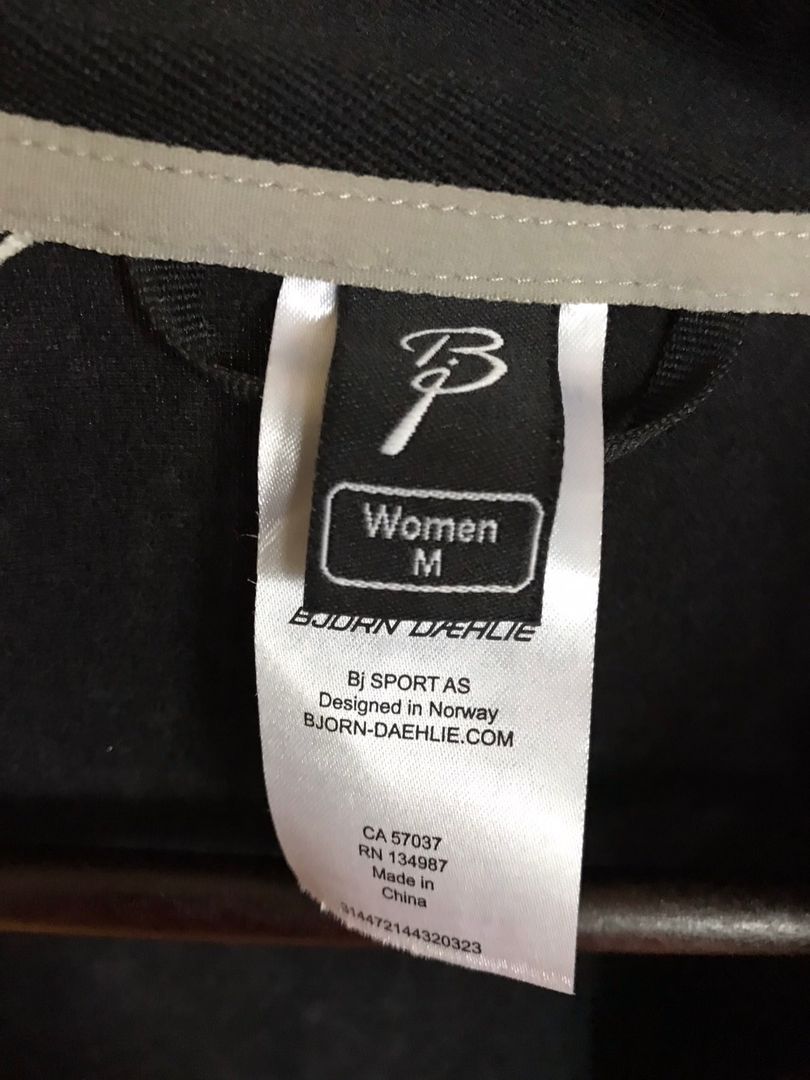 Bj
Women
M
BJORN DÆHLIE
Bj SPORT AS
Designed in Norway
BJORN-DAEHLIE.COM
CA 57037
RN 134987
Made in
China
314472144320323